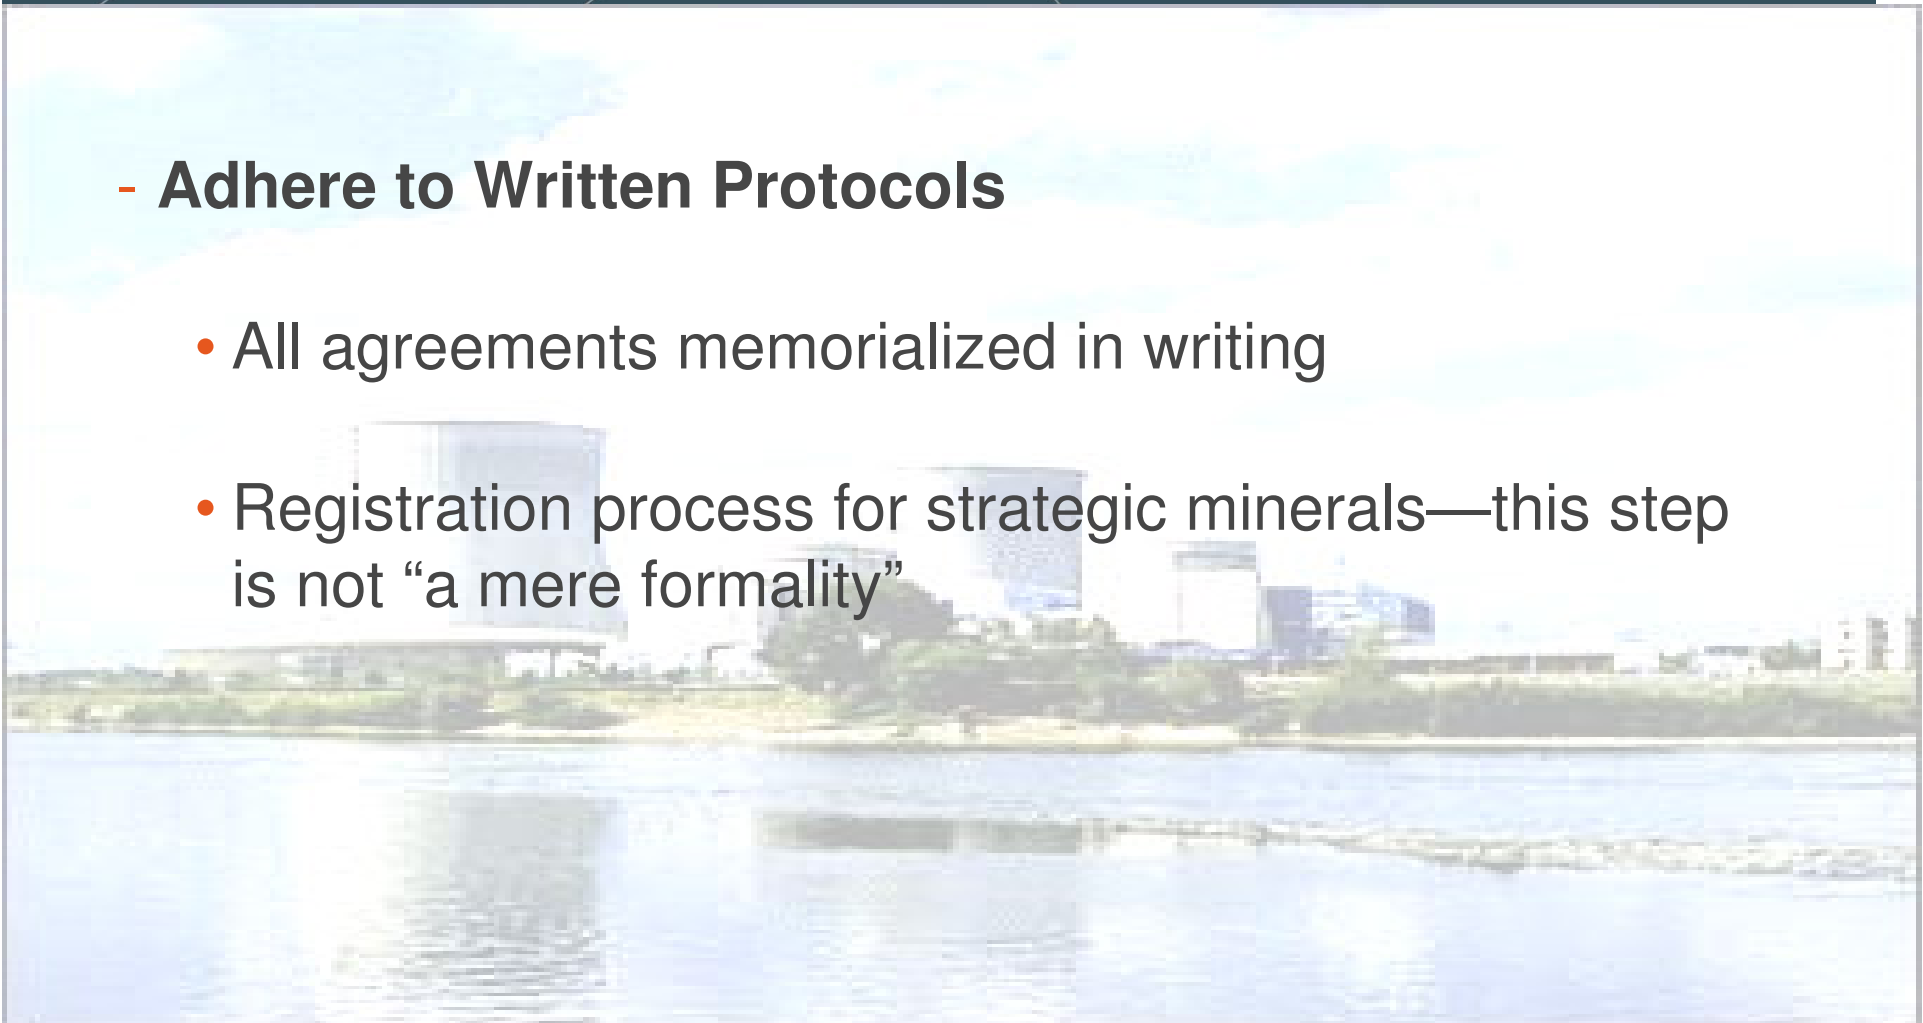 - Adhere to Written Protocols
• All agreements memorialized in writing
• Registration process for strategic minerals—this step
is not “a mere formality”